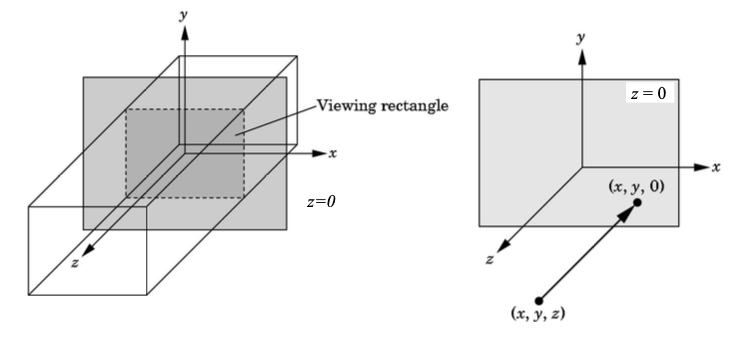 y
Viewing rectangle
x
z=0
z
y
z = 0
x
(x, y, 0)
z
(x, y, z)